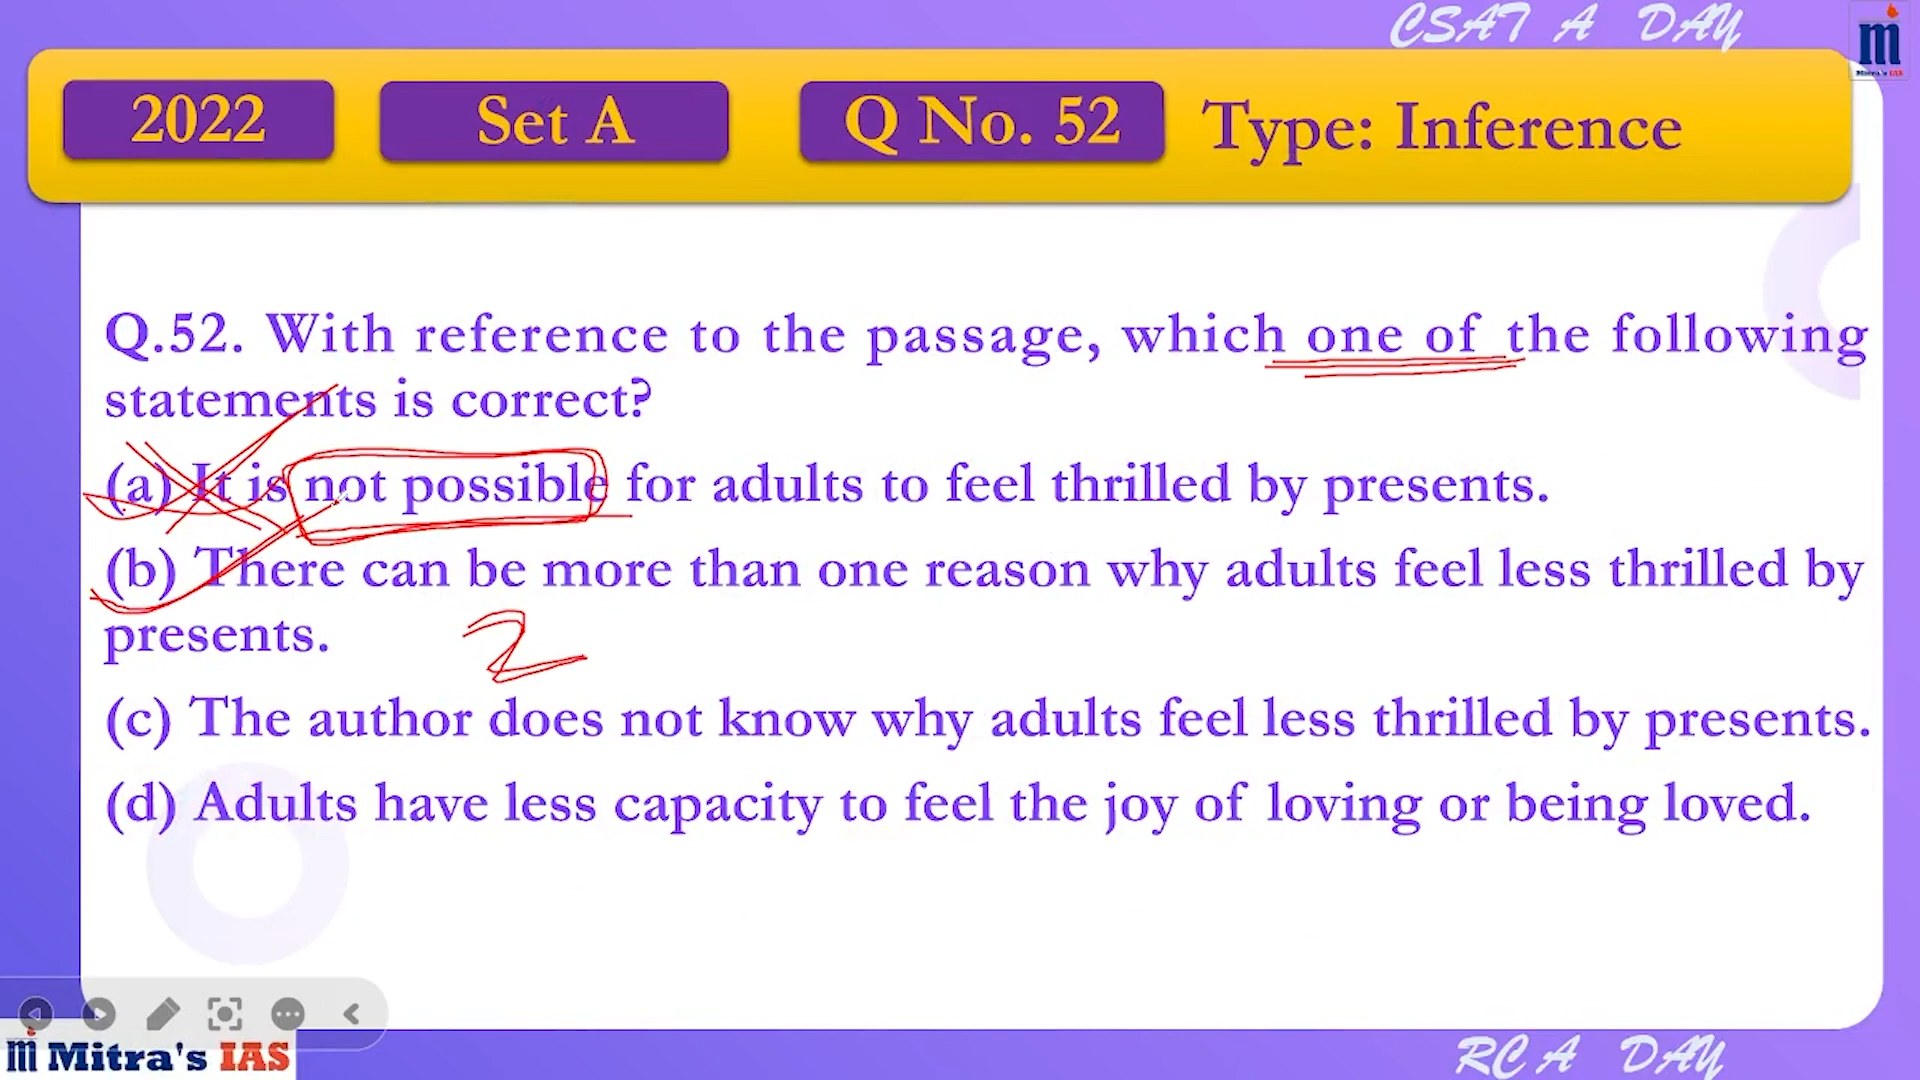 CSAT A DAY
m
Mitra's IAS
2022
Set A
Q No. 52
Type: Inference
Q.52. With reference to the passage, which one of the following
statements is correct?
(a) It is not possible for adults to feel thrilled by presents.
(b) There can be more than one reason why adults feel less thrilled by
presents.
2
(c) The author does not know why adults feel less thrilled by presents.
(d) Adults have less capacity to feel the joy of loving or being loved.
m Mitra's IAS
RC A DAY